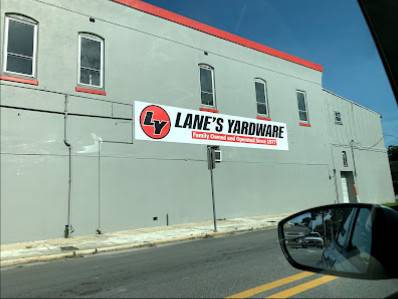 LY LANE'S YARDWARE
Family Owned and Operated Since 1977